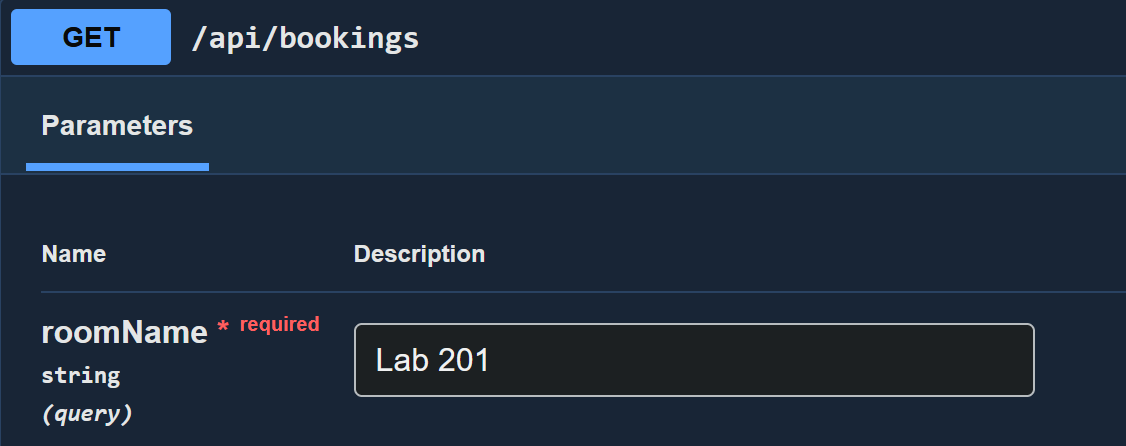 GET /api/bookings
Parameters
Name Description
roomName * required
Lab 201
string
(query)